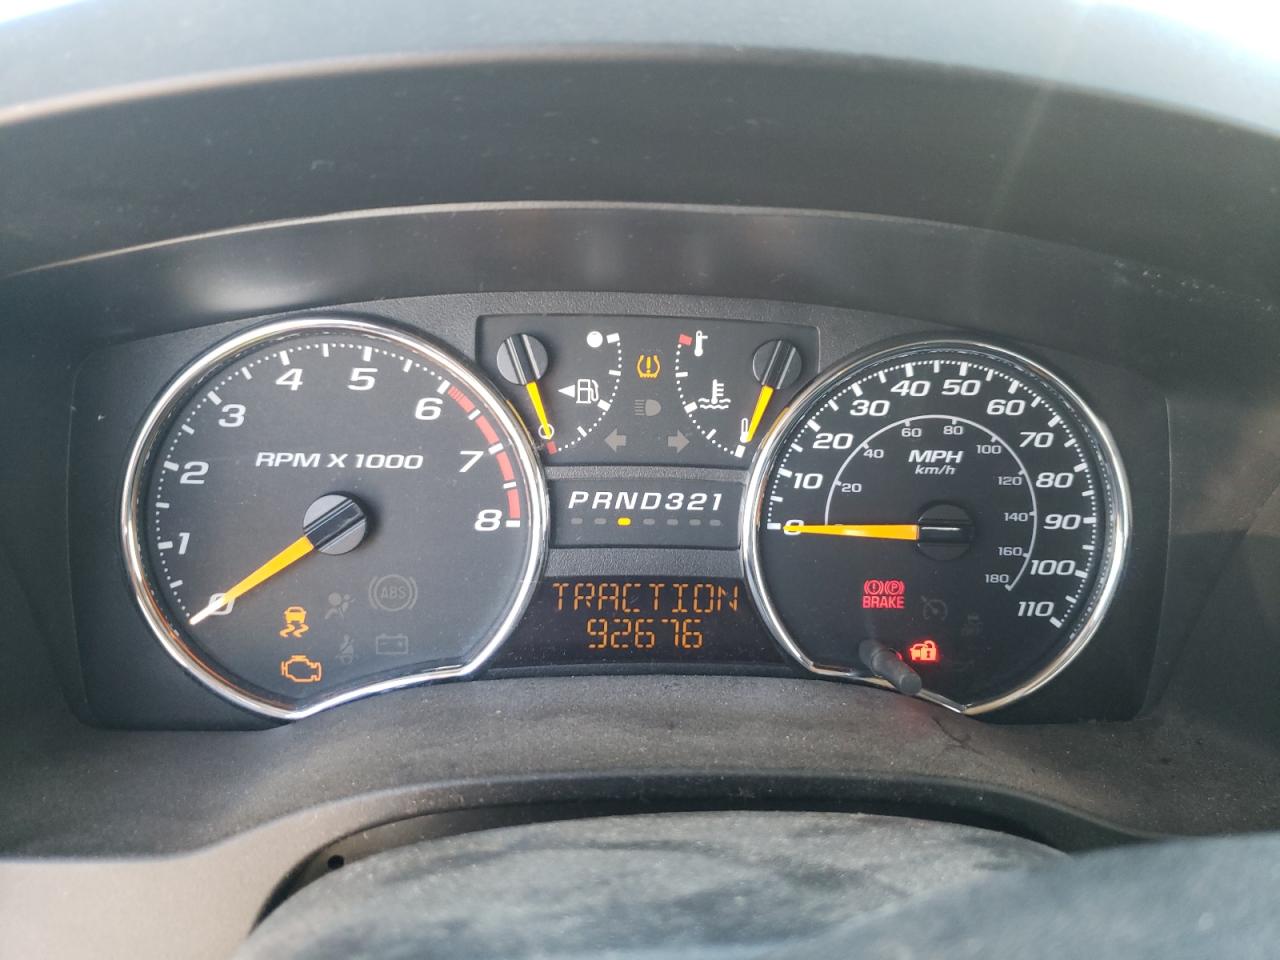 0 1 2 3 4 5 6 7 8
RPM X 1000
ABS
PRND321
TRACTION
92676
0 10 20 30 40 50 60 70 80 90 100 110
MPH
km/h
20 40 60 80 100 120 140 160 180
BRAKE